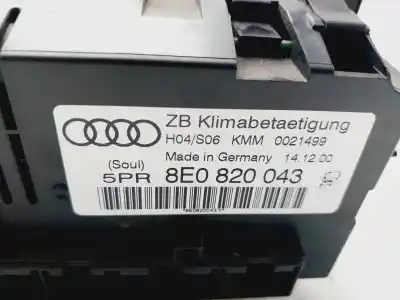 ZB Klimabetaetigung
H04/S06 KMM 0021499
Made in Germany 14.12.00
(Soul)
5PR 8E0 820 043